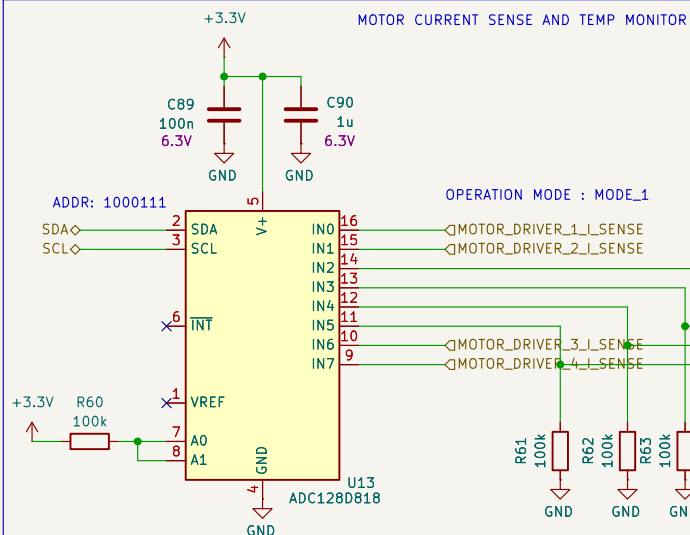 +3.3V
MOTOR CURRENT SENSE AND TEMP MONITOR
C89
100n
6.3V
C90
1u
6.3V
GND
GND
ADDR: 1000111
OPERATION MODE : MODE_1
5
V+
SDA
2
SDA
IN0
16
MOTOR_DRIVER_1_I_SENSE
SCL
3
SCL
IN1
15
MOTOR_DRIVER_2_I_SENSE
IN2
14
IN3
13
IN4
12
6
INT
IN5
11
IN6
10
MOTOR_DRIVER_3_I_SENSE
IN7
9
MOTOR_DRIVER_4_I_SENSE
1
VREF
+3.3V
R60
100k
7
A0
8
A1
GND
4
U13
ADC128D818
GND
R61
100k
GND
R62
100k
GND
R63
100k
GN